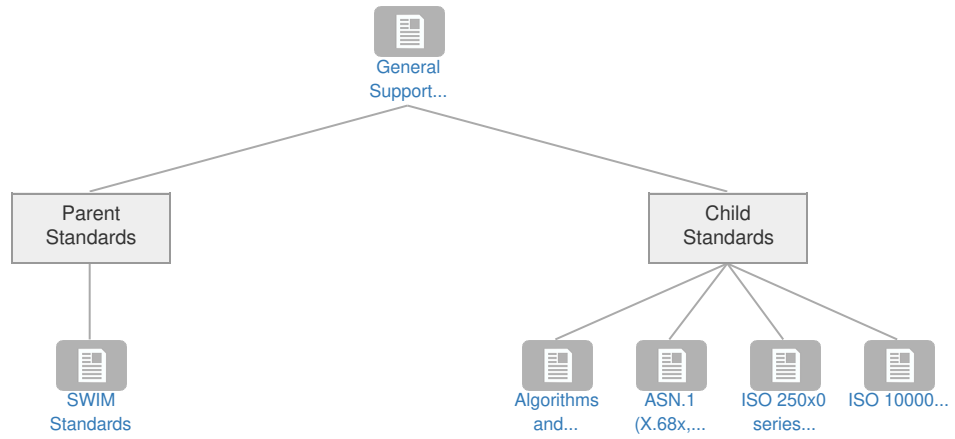 General
Support...
Parent
Standards
Child
Standards
SWIM
Standards
Algorithms
and...
ASN.1
(X.68x,...
ISO 250x0
series...
ISO 10000...